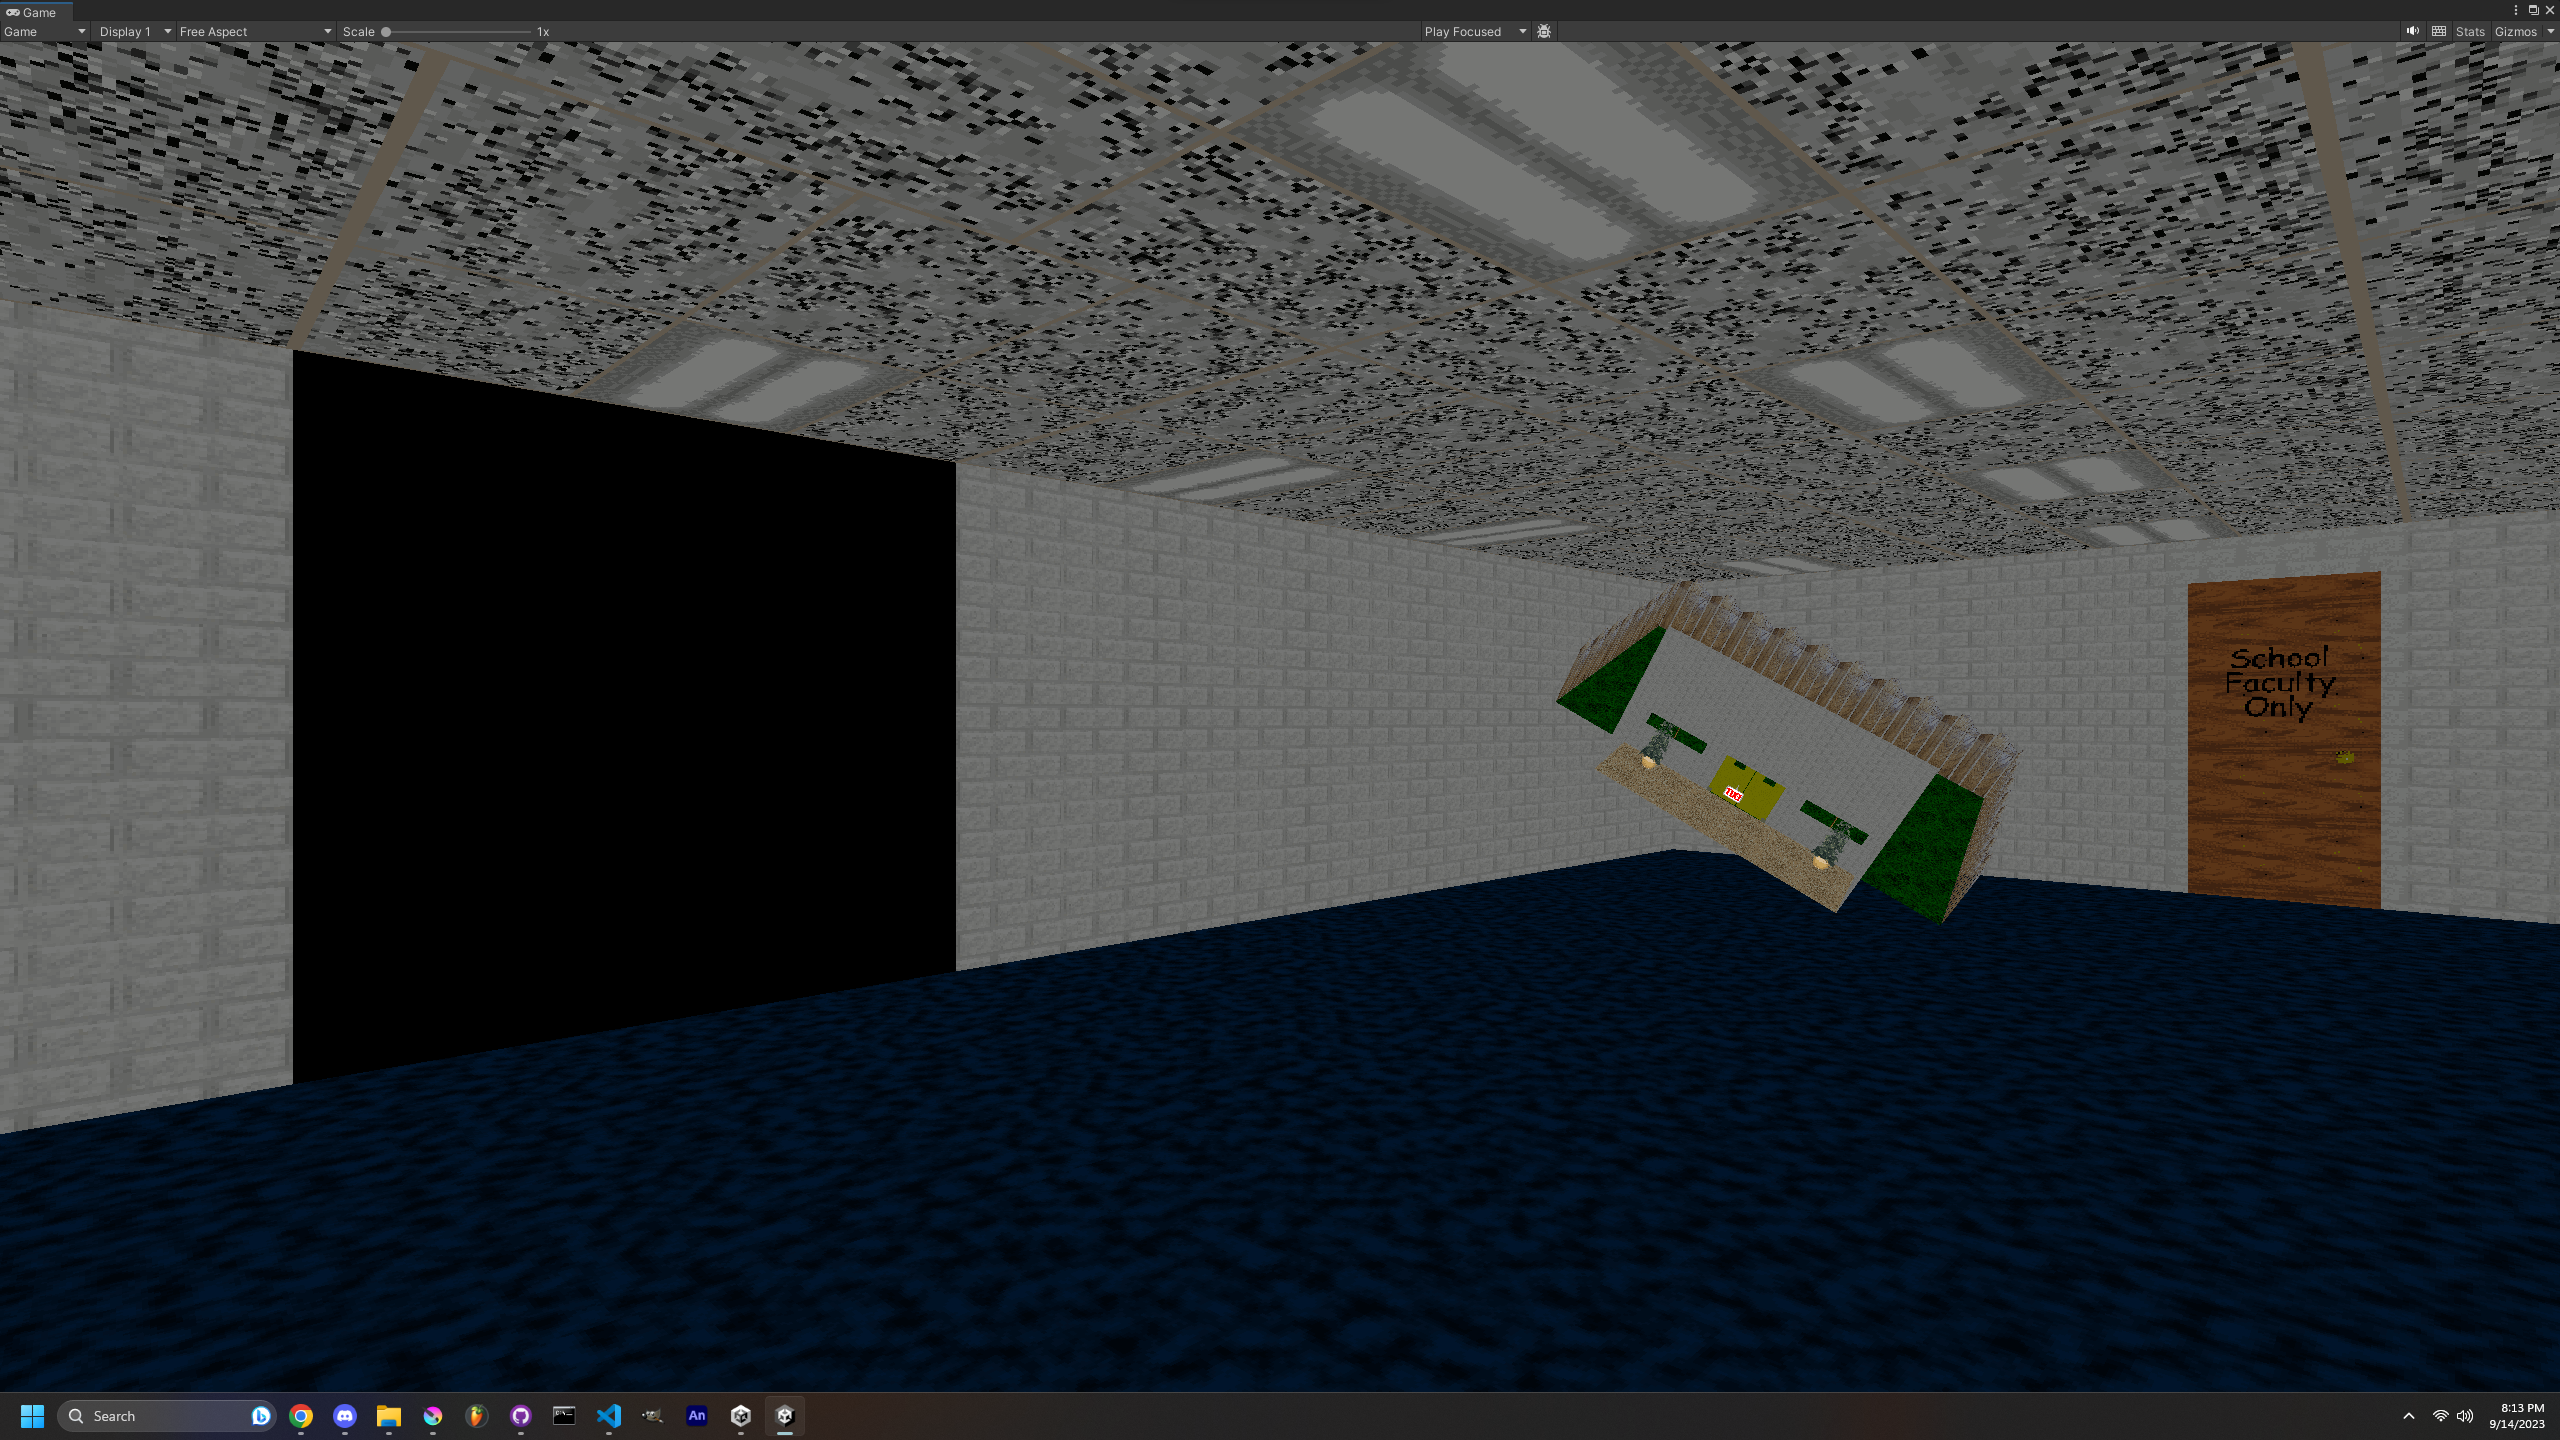 Game
Game
Display 1
Free Aspect
Scale
1x
Play Focused
Stats
Gizmos
School
Faculty
Only
Search
An
8:13 PM
9/14/2023